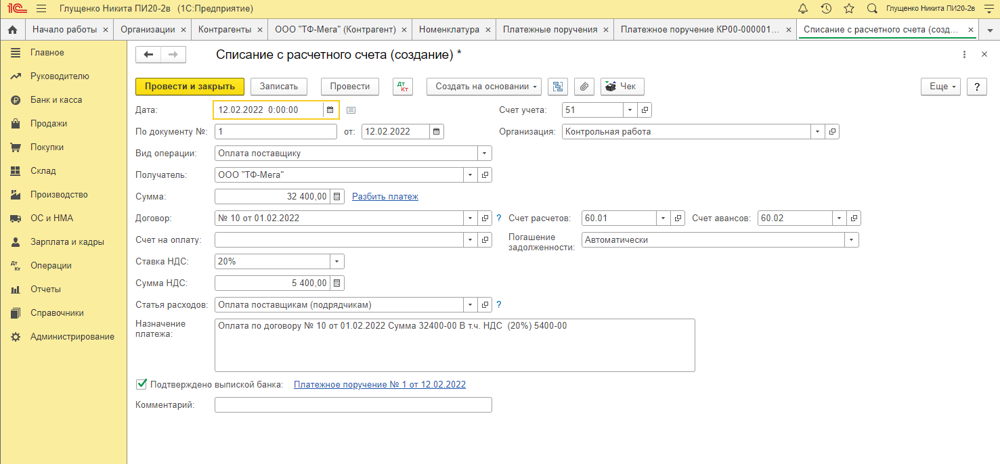 1С Глущенко Никита ПИ20-2в (1С:Предприятие) Глущенко Никита ПИ20-2в
Начало работы × Организации × Контрагенты × ООО "ТФ-Мега" (Контрагент) × Номенклатура × Платежные поручения × Платежное поручение КР00-000001... × Списание с расчетного счета (созд... ×
Главное
Руководителю
Банк и касса
Продажи
Покупки
Склад
Производство
ОС и НМА
Зарплата и кадры
Дт Кт Операции
Отчеты
Справочники
Администрирование
Списание с расчетного счета (создание) *
Провести и закрыть Записать Провести Дт Кт Создать на основании Чек Еще ?
Дата: 12.02.2022 0:00:00 Счет учета: 51
По документу №: 1 от: 12.02.2022 Организация: Контрольная работа
Вид операции: Оплата поставщику
Получатель: ООО "ТФ-Мега"
Сумма: 32 400,00 Разбить платеж
Договор: № 10 от 01.02.2022 ? Счет расчетов: 60.01 Счет авансов: 60.02
Счет на оплату: Погашение задолженности: Автоматически
Ставка НДС: 20%
Сумма НДС: 5 400,00
Статья расходов: Оплата поставщикам (подрядчикам) ?
Назначение
платежа:
Оплата по договору № 10 от 01.02.2022 Сумма 32400-00 В т.ч. НДС (20%) 5400-00
Подтверждено выпиской банка: Платежное поручение № 1 от 12.02.2022
Комментарий: